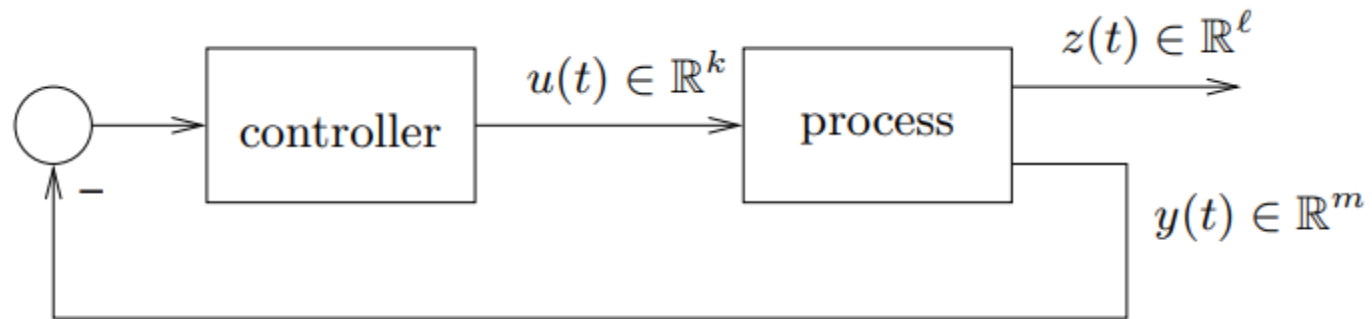 z(t) ∈ ℝ^ℓ
u(t) ∈ ℝ^k
controller
process
–
y(t) ∈ ℝ^m